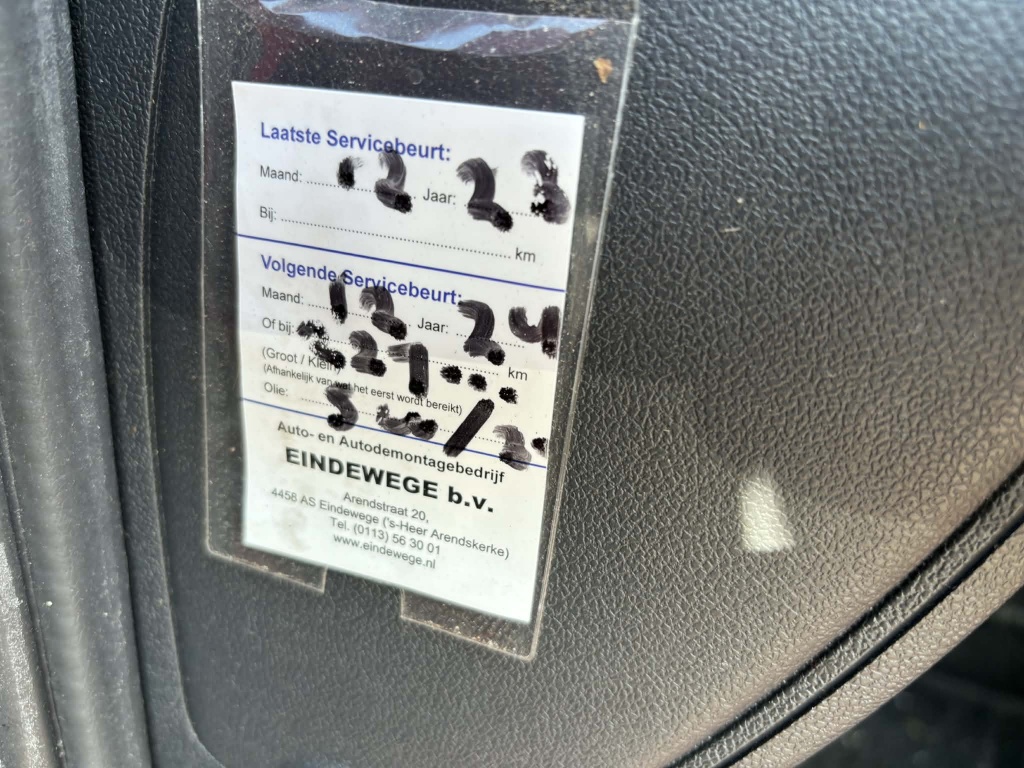 Laatste Servicebeurt:
Maand: 12 Jaar: 23
Bij: km
Volgende Servicebeurt:
Maand: 12 Jaar: 24
Of bij: km
(Groot / Klein)
(Afhankelijk van wat het eerst wordt bereikt)
Olie:
Auto- en Autodemontagebedrijf
EINDEWEGE b.v.
Arendstraat 20,
4458 AS Eindewege ('s-Heer Arendskerke)
Tel. (0113) 56 30 01
www.eindewege.nl